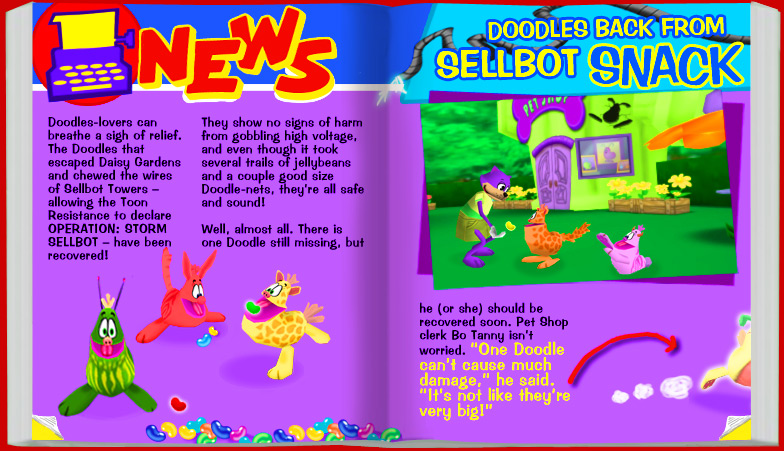 NEWS
Doodles-lovers can
breathe a sigh of relief.
The Doodles that
escaped Daisy Gardens
and chewed the wires
of Sellbot Towers –
allowing the Toon
Resistance to declare
OPERATION: STORM
SELLBOT – have been
recovered!
They show no signs of harm
from gobbling high voltage,
and even though it took
several trails of jellybeans
and a couple good size
Doodle-nets, they're all safe
and sound!
Well, almost all. There is
one Doodle still missing, but
DOODLES BACK FROM
SELLBOT SNACK
PET SHOP
he (or she) should be
recovered soon. Pet Shop
clerk Bo Tanny isn't
worried. "One Doodle
can't cause much
damage," he said.
"It's not like they're
very big!"